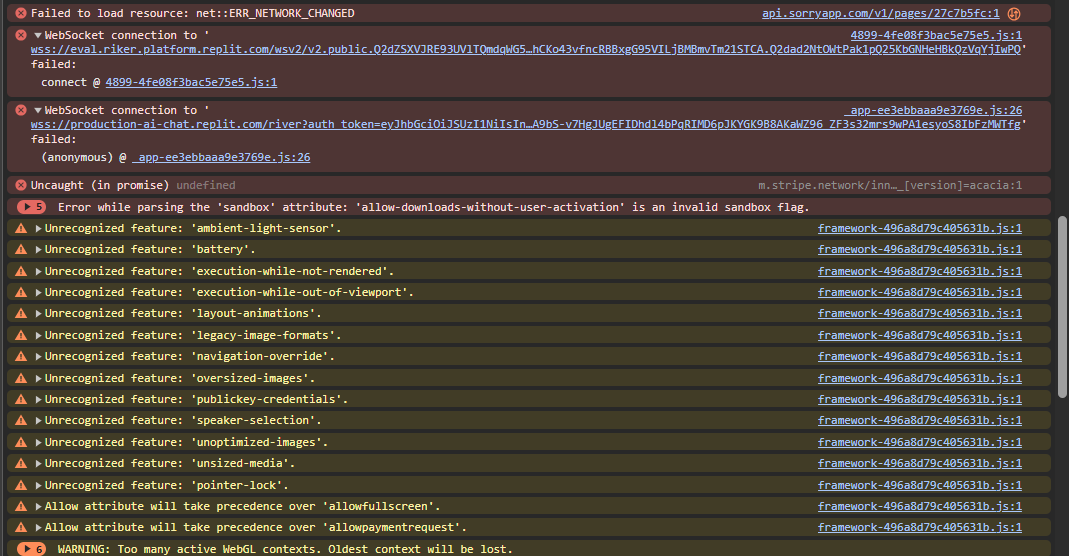 Failed to load resource: net::ERR_NETWORK_CHANGED api.sorryapp.com/v1/pages/27c7b5fc:1
WebSocket connection to ' 4899-4fe08f3bac5e75e5.js:1
wss://eval.riker.platform.replit.com/wsv2/v2.public.Q2dZSXVJRE93UVlTQmdqWG5…hCKo43vfncRBBxgG95VILjBMBmvTm21STCA.Q2dad2NtOWtPak1pQ25KbGNHeHBkQzVqYjIwPQ'
failed:
connect @ 4899-4fe08f3bac5e75e5.js:1
WebSocket connection to ' _app-ee3ebbaaa9e3769e.js:26
wss://production-ai-chat.replit.com/river?auth_token=eyJhbGciOiJSUzI1NiIsIn…A9bS-v7HgJUgEFIDhdl4bPqRIMD6pJKYGK9B8AKaWZ96_ZF3s32mrs9wPA1esyoS8IbFzMWTfg'
failed:
(anonymous) @ _app-ee3ebbaaa9e3769e.js:26
Uncaught (in promise) undefined m.stripe.network/inn…_[version]=acacia:1
5 Error while parsing the 'sandbox' attribute: 'allow-downloads-without-user-activation' is an invalid sandbox flag.
Unrecognized feature: 'ambient-light-sensor'. framework-496a8d79c405631b.js:1
Unrecognized feature: 'battery'. framework-496a8d79c405631b.js:1
Unrecognized feature: 'execution-while-not-rendered'. framework-496a8d79c405631b.js:1
Unrecognized feature: 'execution-while-out-of-viewport'. framework-496a8d79c405631b.js:1
Unrecognized feature: 'layout-animations'. framework-496a8d79c405631b.js:1
Unrecognized feature: 'legacy-image-formats'. framework-496a8d79c405631b.js:1
Unrecognized feature: 'navigation-override'. framework-496a8d79c405631b.js:1
Unrecognized feature: 'oversized-images'. framework-496a8d79c405631b.js:1
Unrecognized feature: 'publickey-credentials'. framework-496a8d79c405631b.js:1
Unrecognized feature: 'speaker-selection'. framework-496a8d79c405631b.js:1
Unrecognized feature: 'unoptimized-images'. framework-496a8d79c405631b.js:1
Unrecognized feature: 'unsized-media'. framework-496a8d79c405631b.js:1
Unrecognized feature: 'pointer-lock'. framework-496a8d79c405631b.js:1
Allow attribute will take precedence over 'allowfullscreen'. framework-496a8d79c405631b.js:1
Allow attribute will take precedence over 'allowpaymentrequest'. framework-496a8d79c405631b.js:1
6 WARNING: Too many active WebGL contexts. Oldest context will be lost.